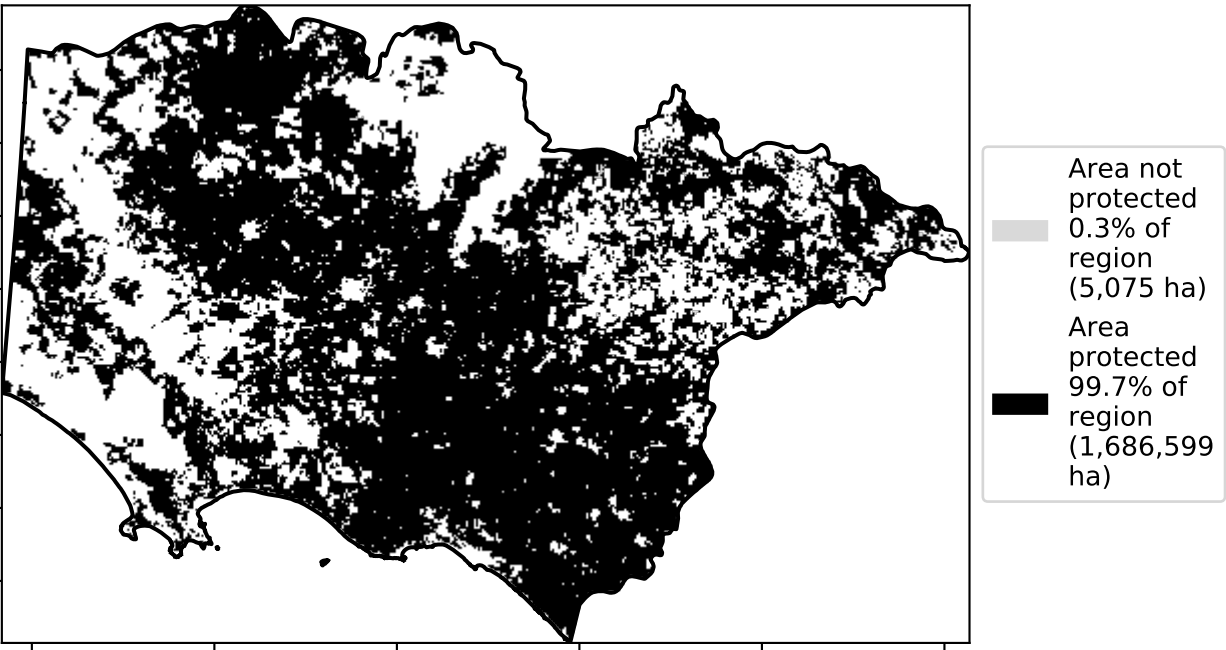 Area not
protected
0.3% of
region
(5,075 ha)
Area
protected
99.7% of
region
(1,686,599
ha)